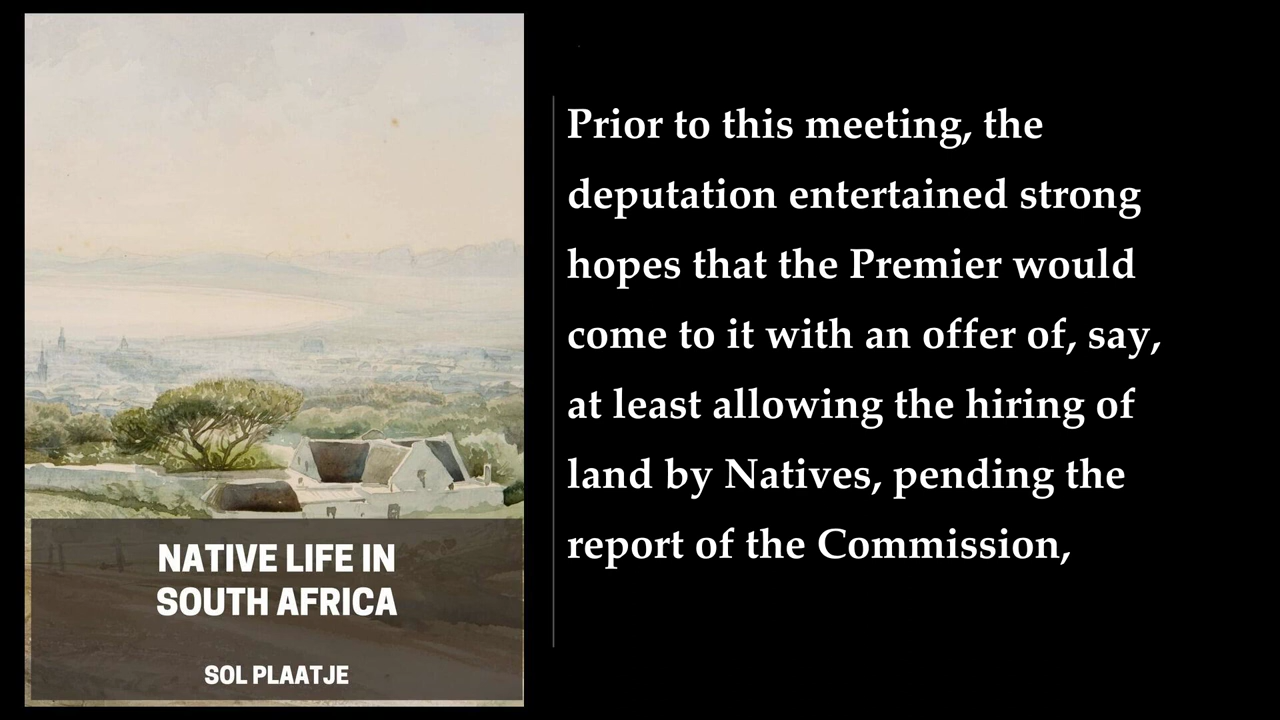 NATIVE LIFE IN
SOUTH AFRICA
SOL PLAATJE
Prior to this meeting, the
deputation entertained strong
hopes that the Premier would
come to it with an offer of, say,
at least allowing the hiring of
land by Natives, pending the
report of the Commission,